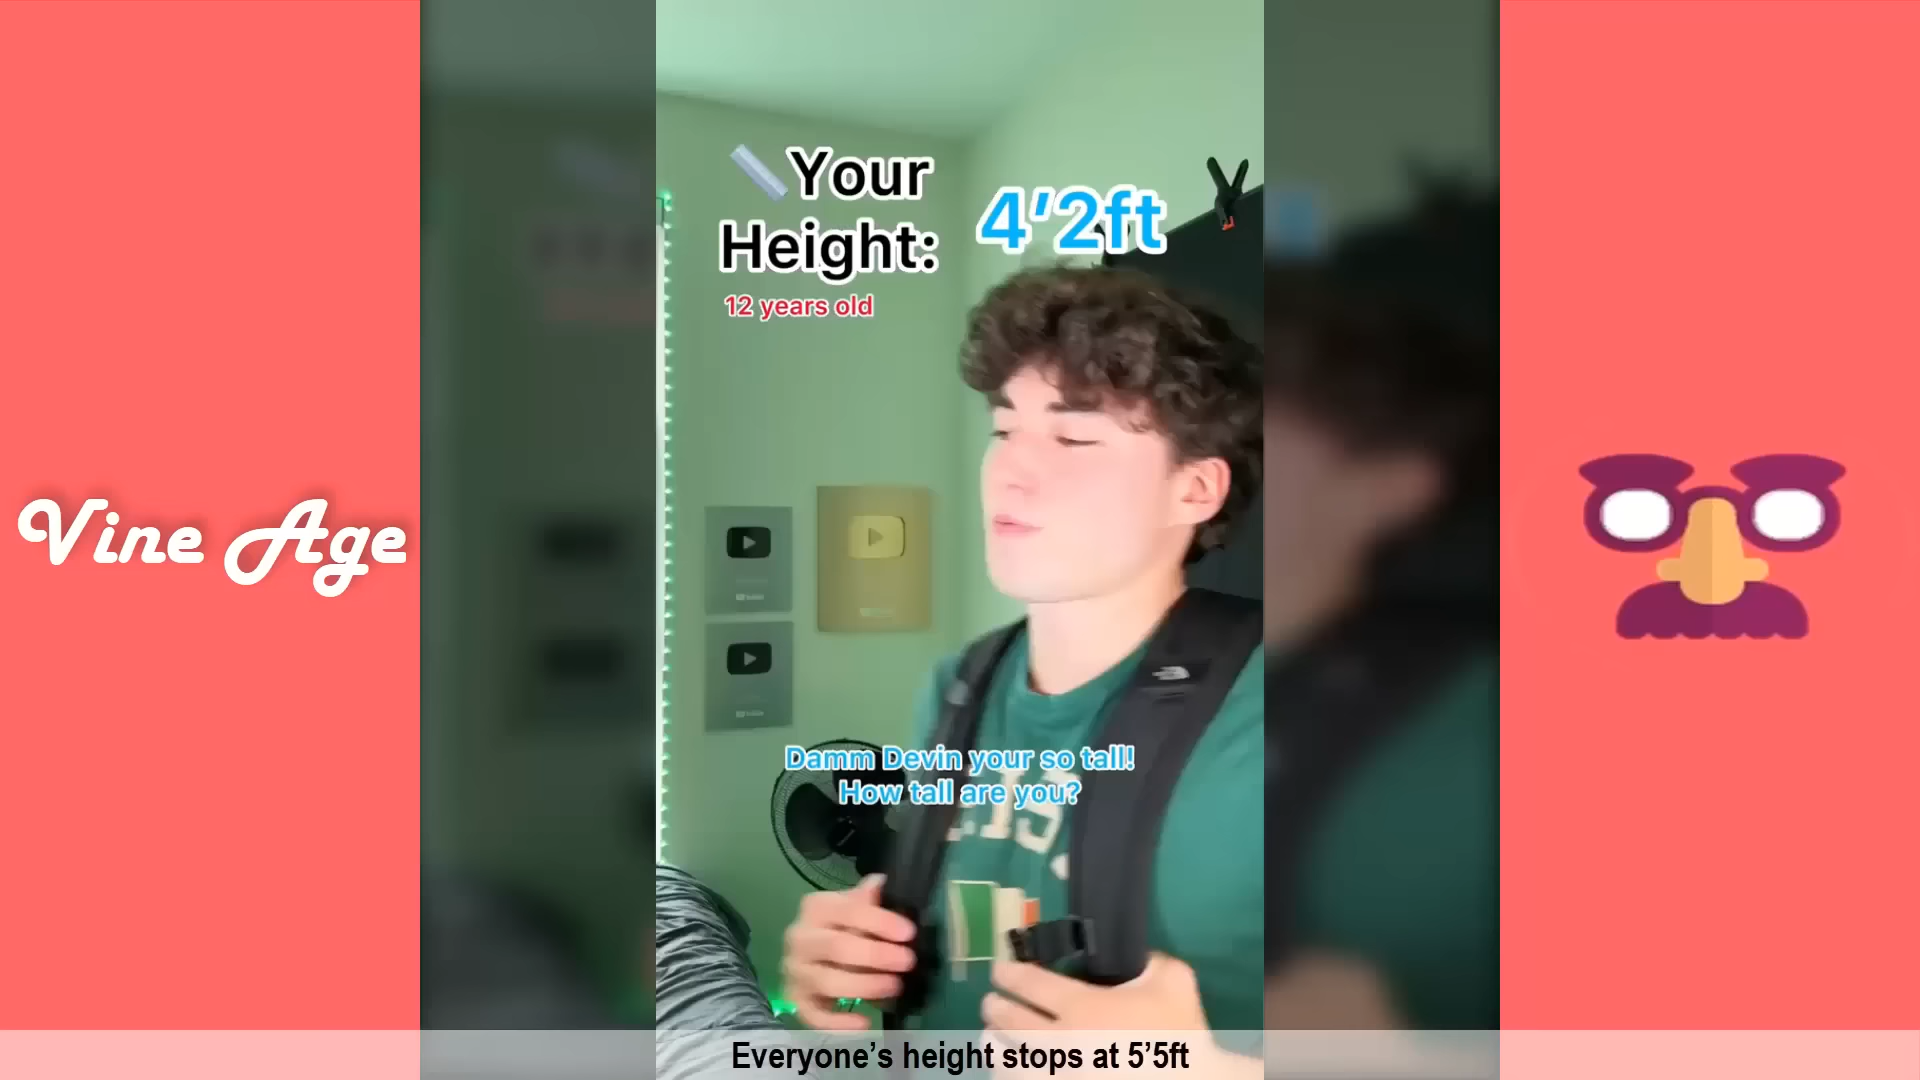 Vine Age
Your
Height:
4’2ft
12 years old
Damm Devin your so tall!
How tall are you?
Everyone’s height stops at 5’5ft